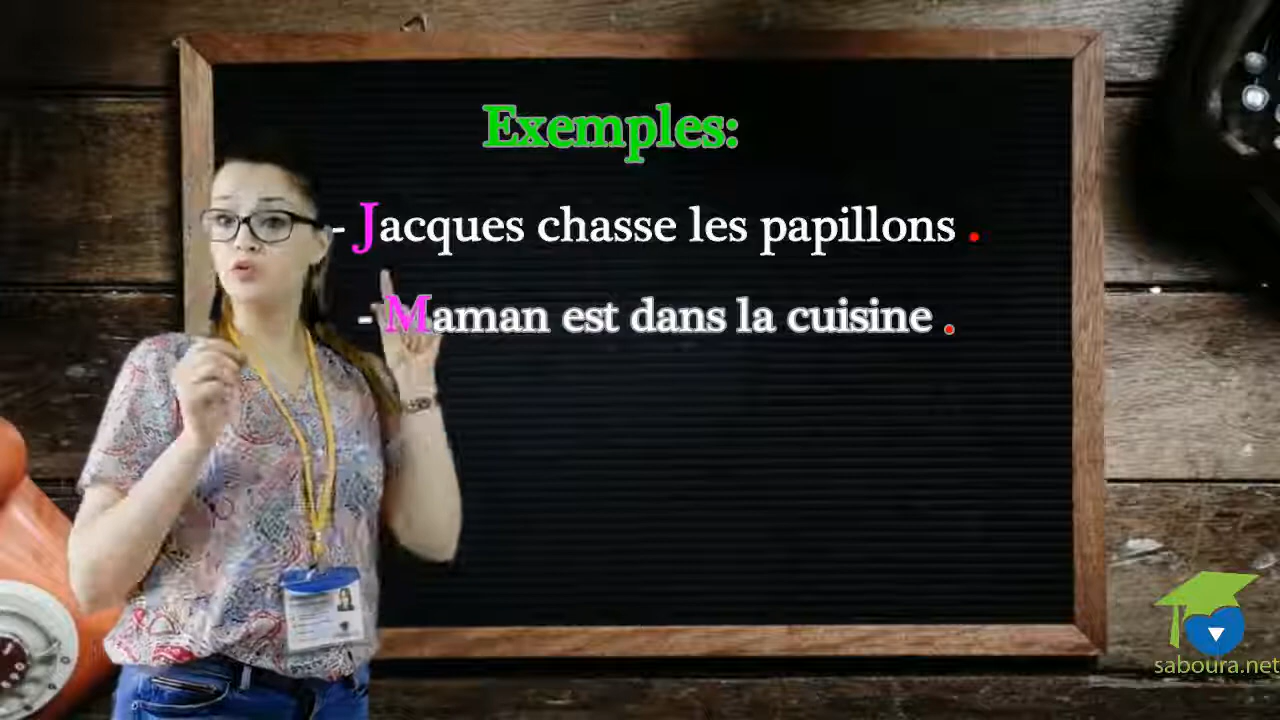 Exemples:
- Jacques chasse les papillons .
- Maman est dans la cuisine .
saboura.net